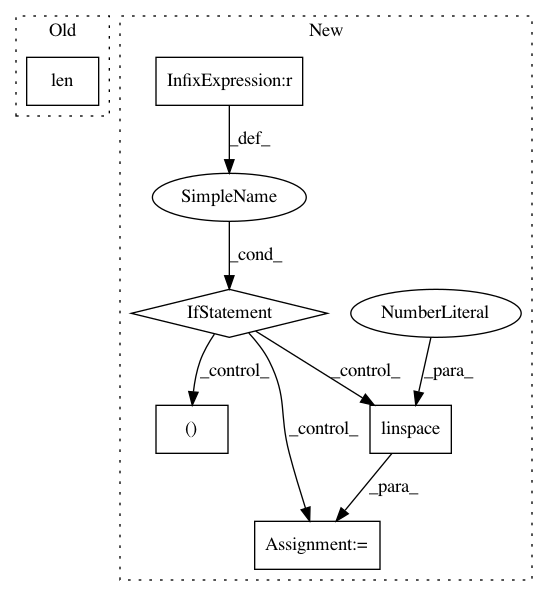 Old
New
len
InfixExpression:r
_def_
SimpleName
_cond_
IfStatement
NumberLiteral
_control_
_control_
_para_
_control_
()
linspace
_para_
Assignment:=